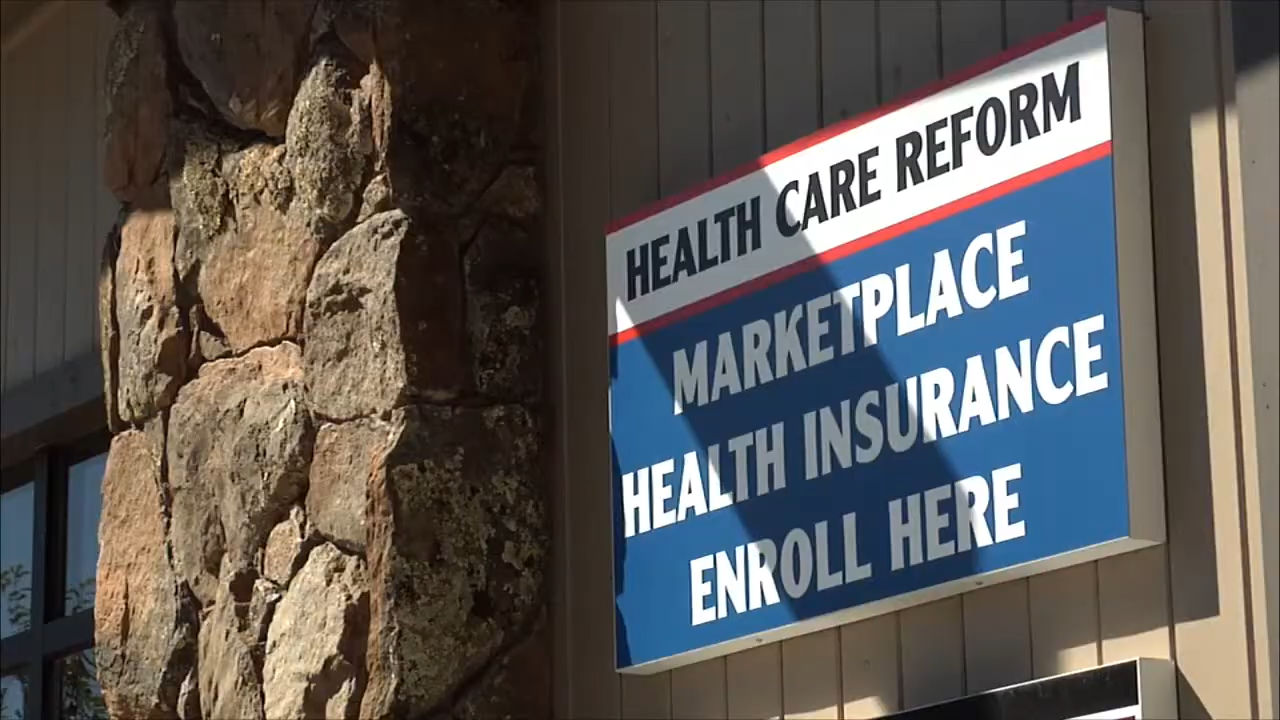 HEALTH CARE REFORM
MARKETPLACE
HEALTH INSURANCE
ENROLL HERE